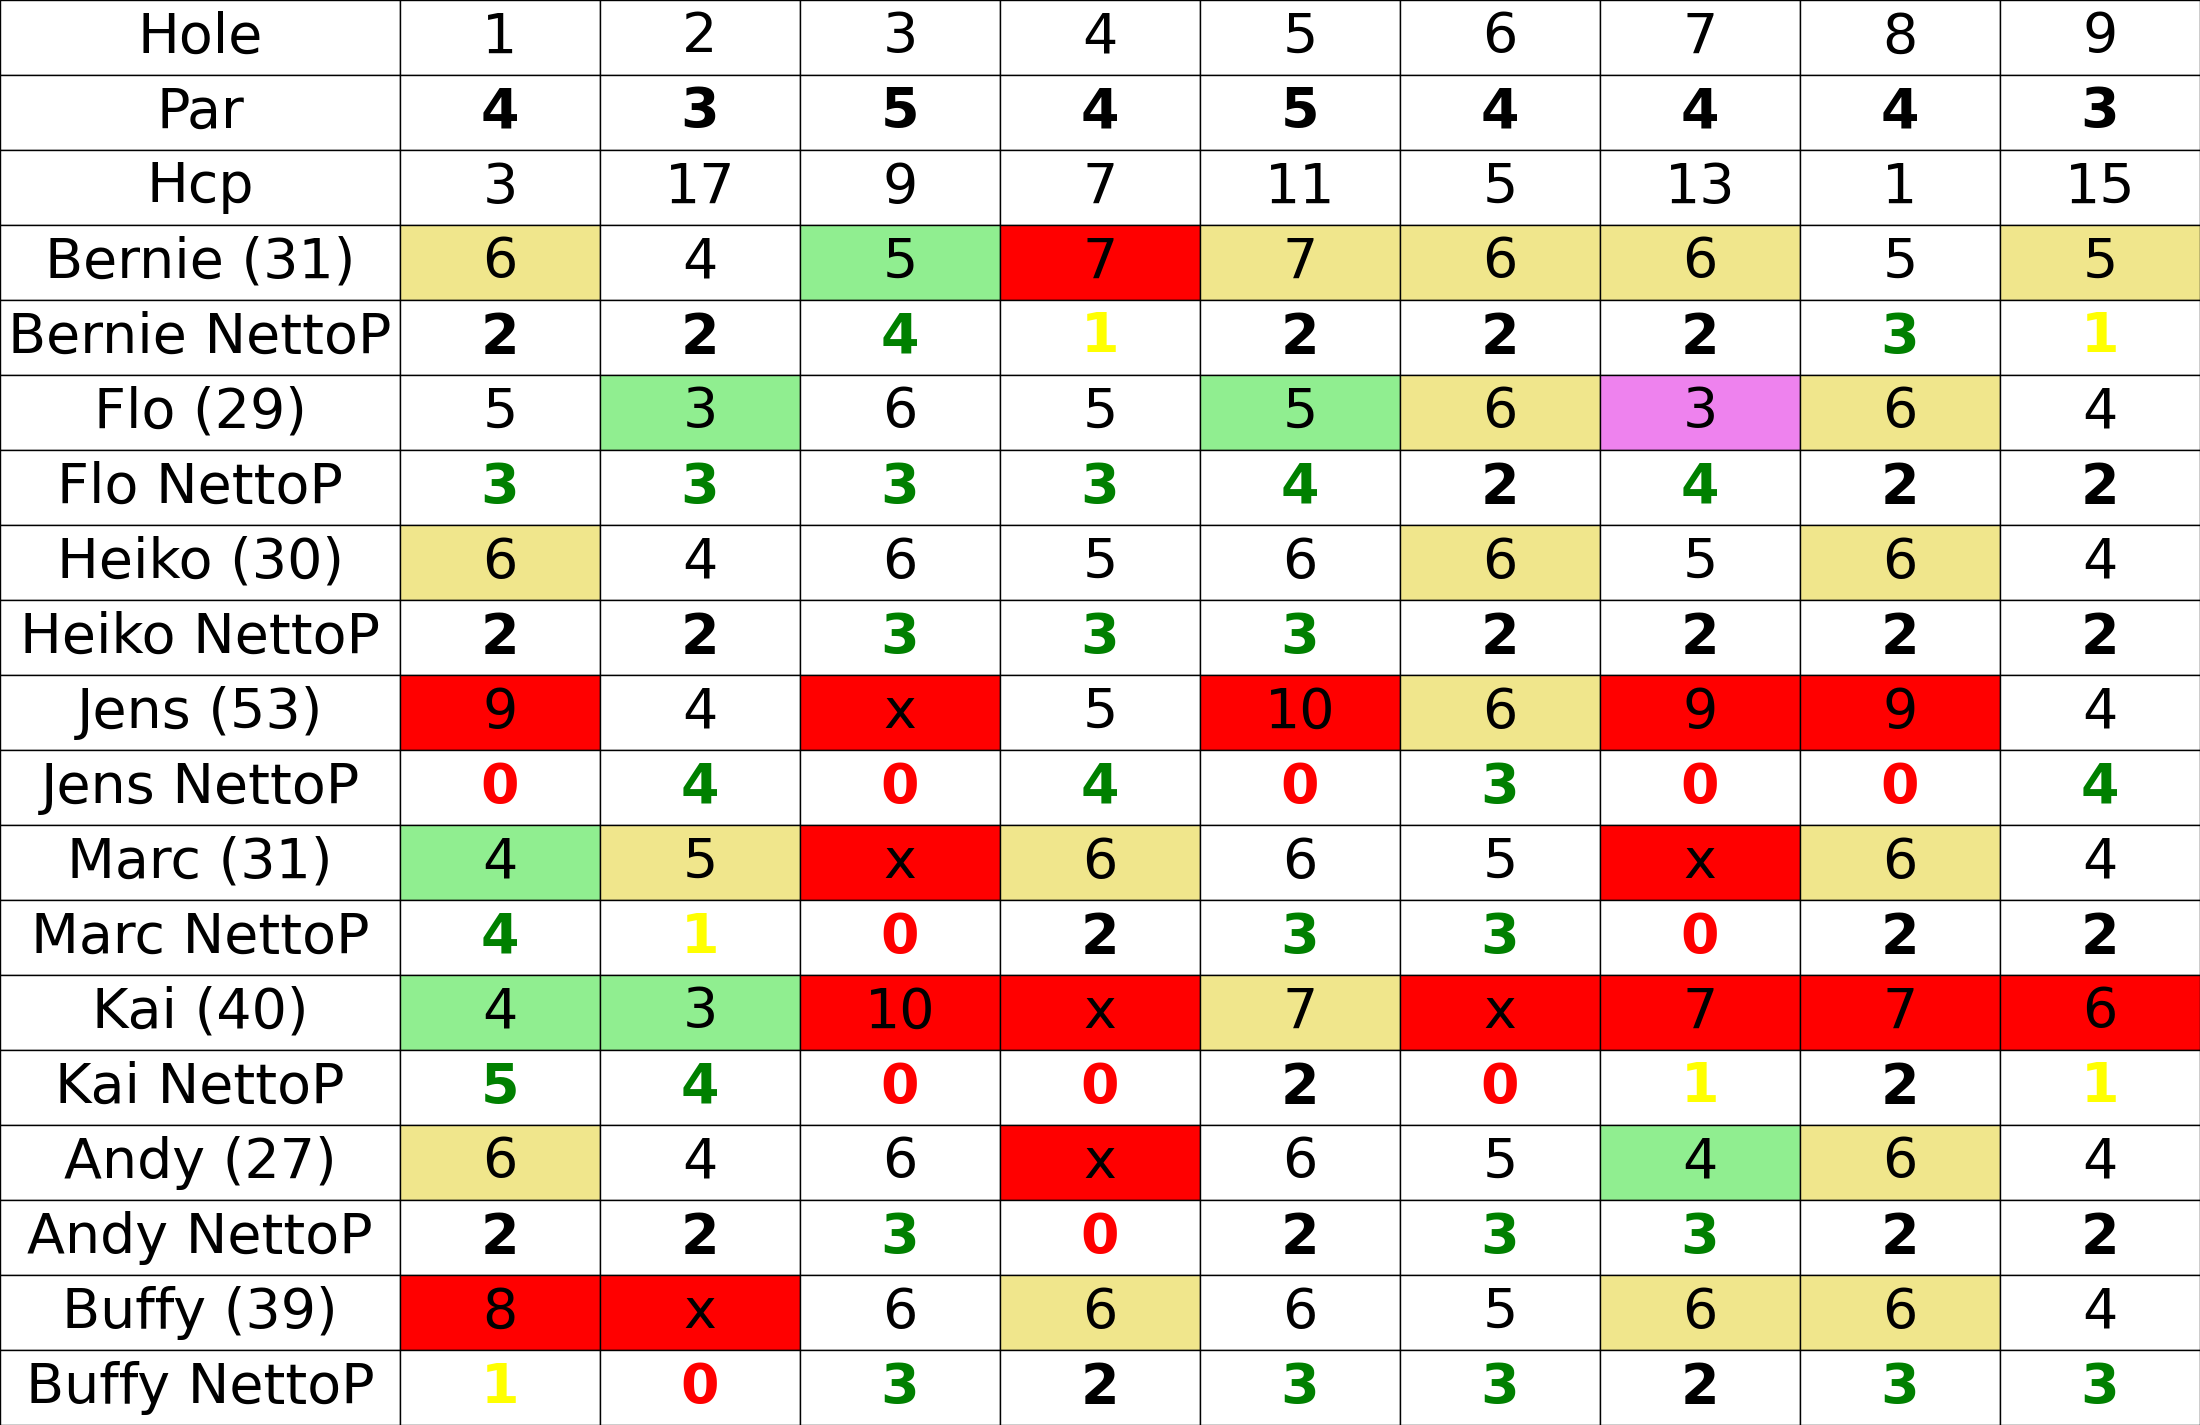 Hole 1 2 3 4 5 6 7 8 9
Par 4 3 5 4 5 4 4 4 3
Hcp 3 17 9 7 11 5 13 1 15
Bernie (31) 6 4 5 7 7 6 6 5 5
Bernie NettoP 2 2 4 1 2 2 2 3 1
Flo (29) 5 3 6 5 5 6 3 6 4
Flo NettoP 3 3 3 3 4 2 4 2 2
Heiko (30) 6 4 6 5 6 6 5 6 4
Heiko NettoP 2 2 3 3 3 2 2 2 2
Jens (53) 9 4 x 5 10 6 9 9 4
Jens NettoP 0 4 0 4 0 3 0 0 4
Marc (31) 4 5 x 6 6 5 x 6 4
Marc NettoP 4 1 0 2 3 3 0 2 2
Kai (40) 4 3 10 x 7 x 7 7 6
Kai NettoP 5 4 0 0 2 0 1 2 1
Andy (27) 6 4 6 x 6 5 4 6 4
Andy NettoP 2 2 3 0 2 3 3 2 2
Buffy (39) 8 x 6 6 6 5 6 6 4
Buffy NettoP 1 0 3 2 3 3 2 3 3